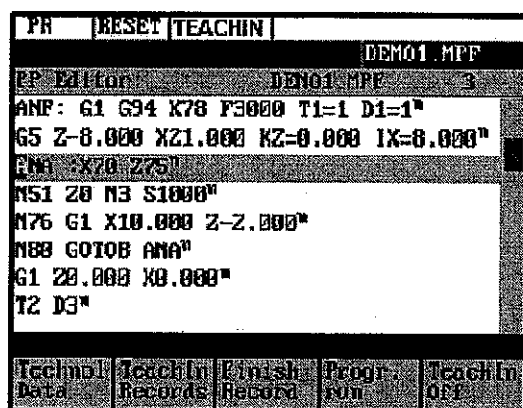 PR RESET TEACHIN
DEMO1.MPF
PP Editor DEMO1.MPF 3
ANF: G1 G94 X78 F3000 T1=1 D1=1
G5 Z-8.000 X21.000 KZ=0.000 IX=8.000
ANA :X70 Z75
N51 Z0 M3 S1000
N76 G1 X10.000 Z-2.000
N80 GOTOB ANA
G1 Z0.000 X0.000
T2 D3
Technol Teachin Finish Progr. Teachin
Data Records Record run Off